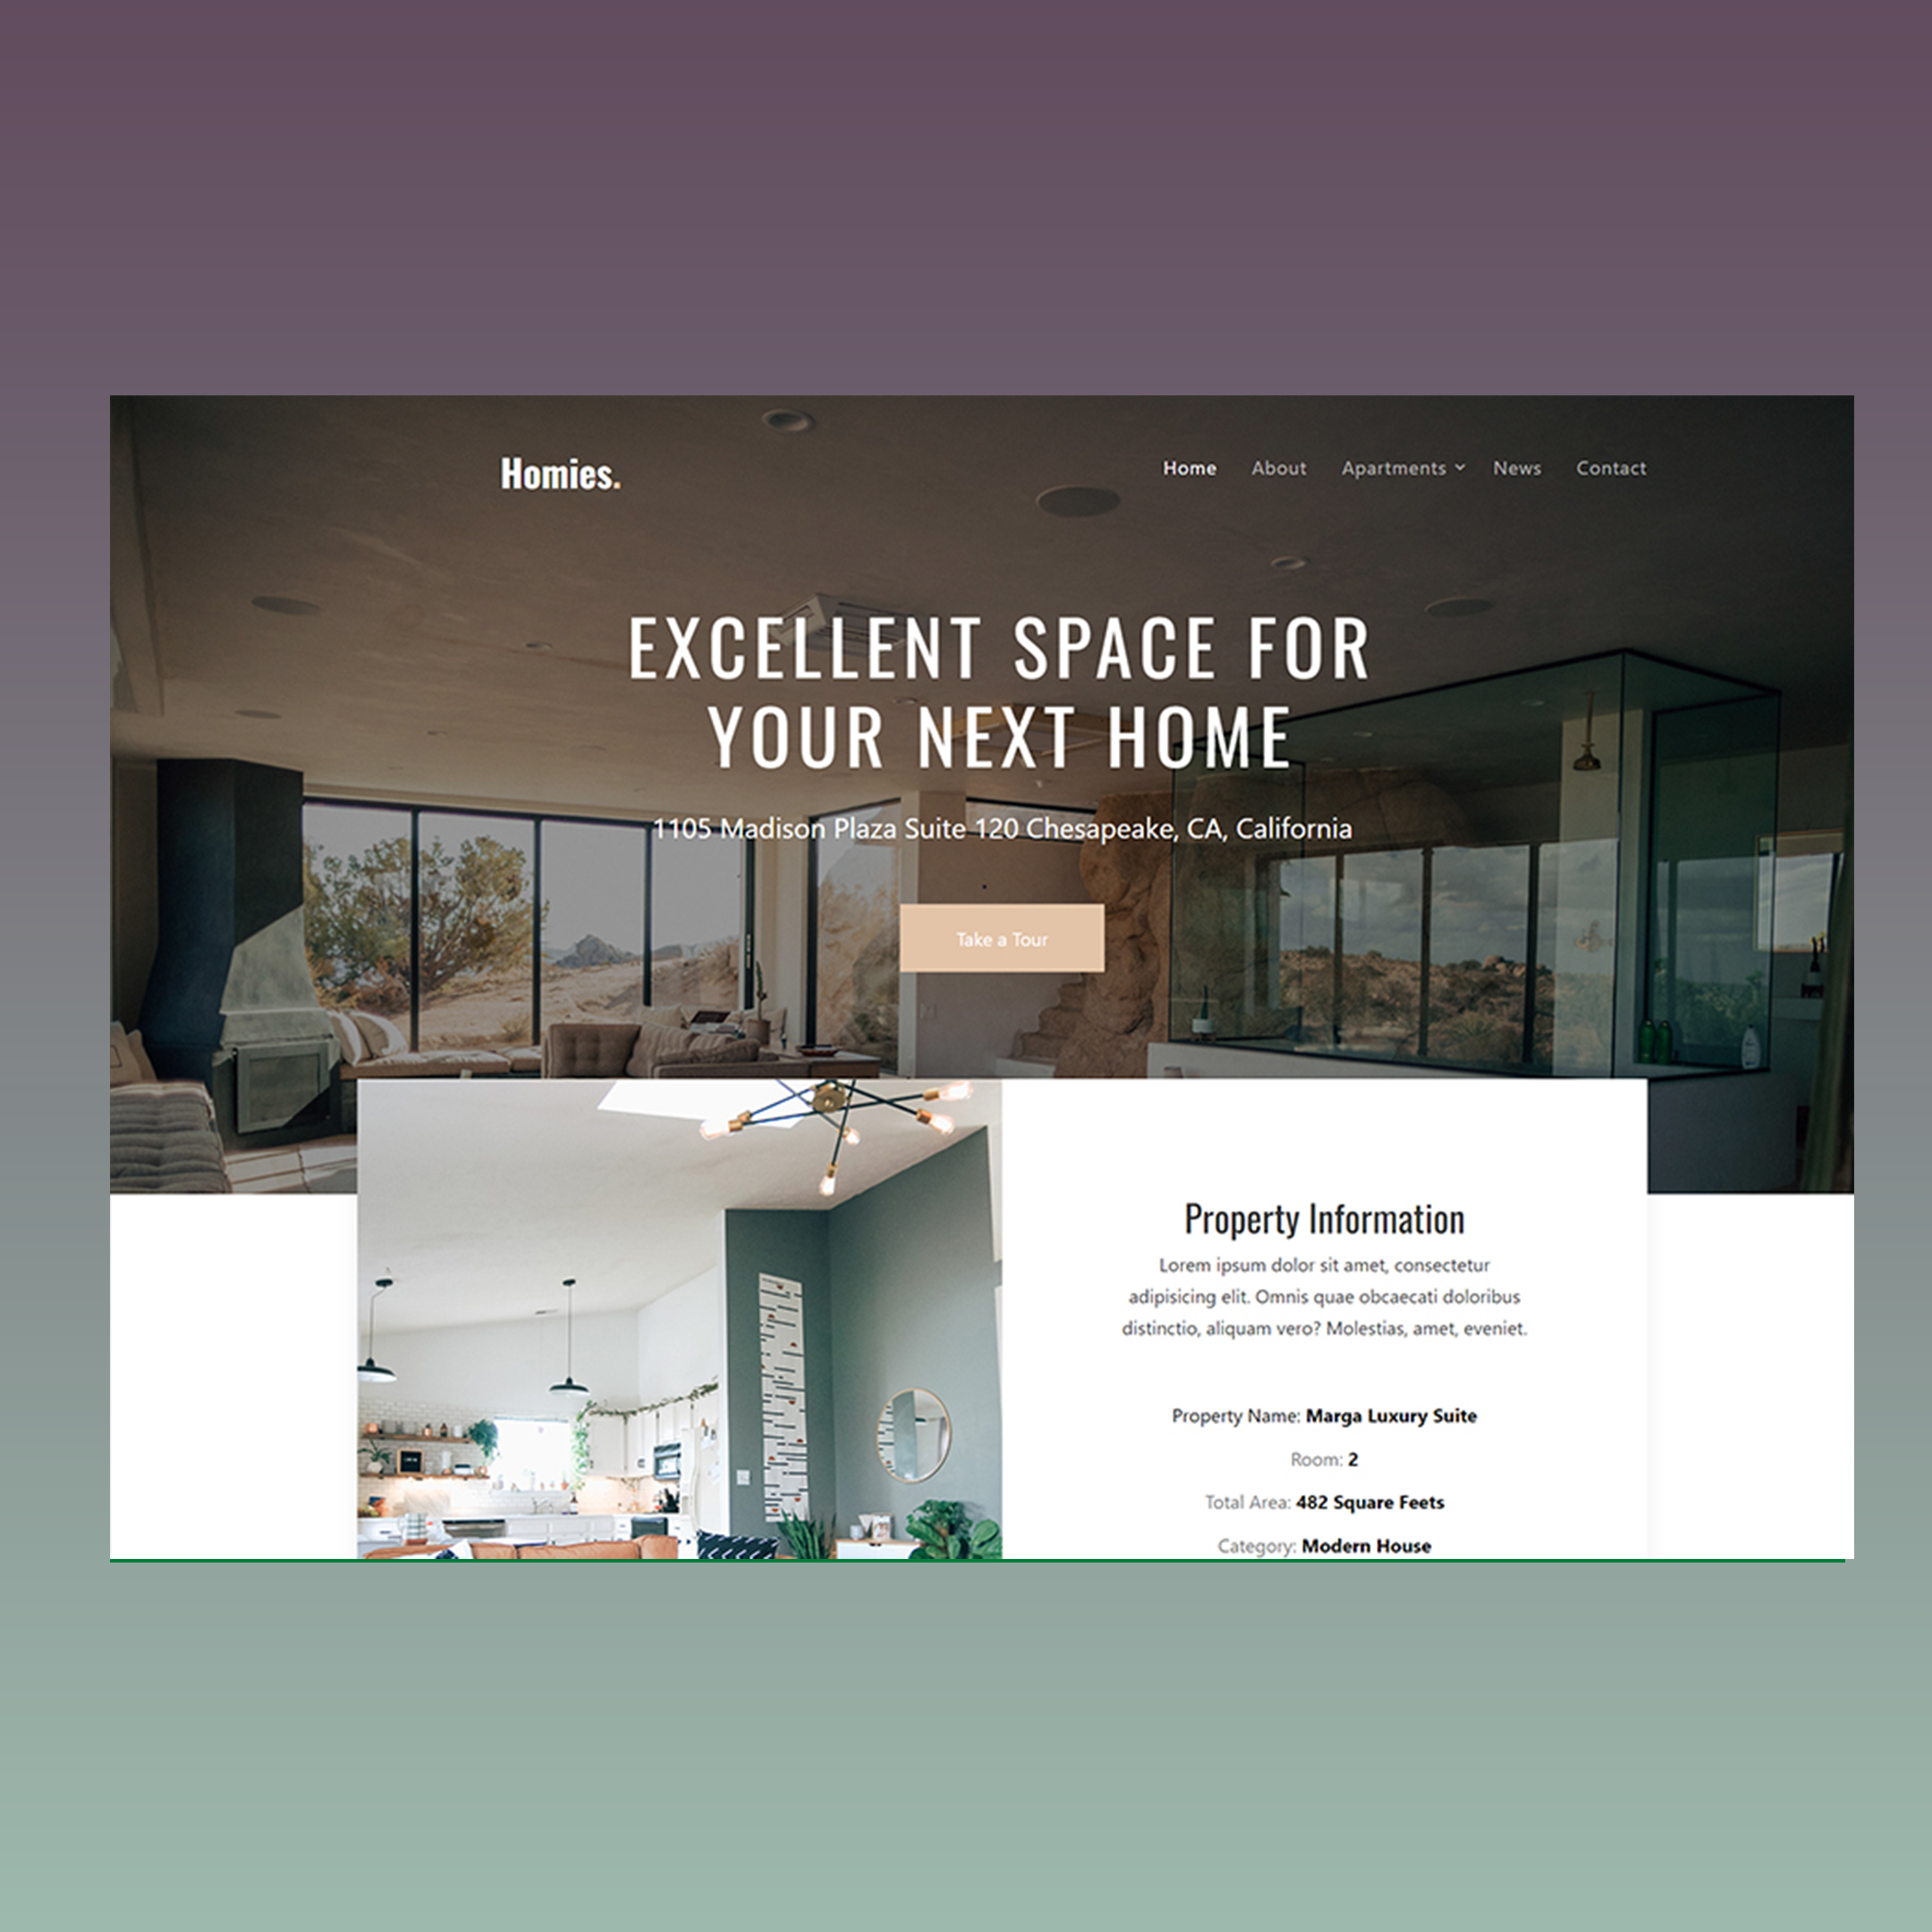 Homies.
Home About Apartments News Contact
EXCELLENT SPACE FOR
YOUR NEXT HOME
1105 Madison Plaza Suite 120 Chesapeake, CA, California
Take a Tour
Property Information
Lorem ipsum dolor sit amet, consectetur
adipisicing elit. Omnis quae obcaecati doloribus
distinctio, aliquam vero? Molestias, amet, eveniet.
Property Name: Marga Luxury Suite
Room: 2
Total Area: 482 Square Feets
Category: Modern House